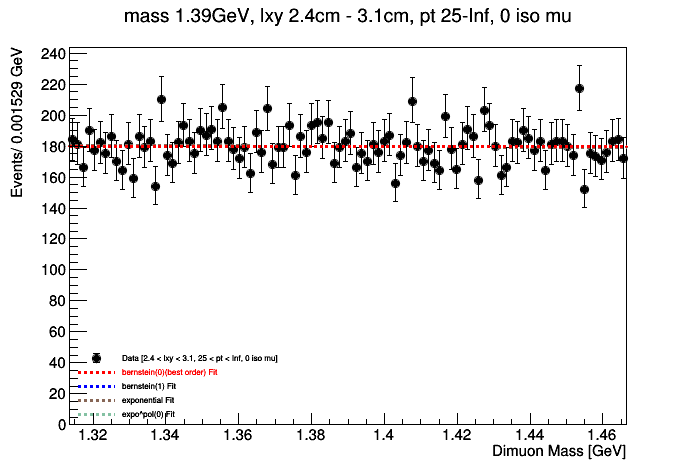 mass 1.39GeV, lxy 2.4cm - 3.1cm, pt 25-Inf, 0 iso mu
Events/ 0.001529 GeV
240
220
200
180
160
140
120
100
80
60
40
20
0
Data [2.4 < lxy < 3.1, 25 < pt < Inf, 0 iso mu]
bernstein(0)(best order) Fit
bernstein(1) Fit
exponential Fit
expo*pol(0)Fit
1.32 1.34 1.36 1.38 1.4 1.42 1.44 1.46
Dimuon Mass [GeV]